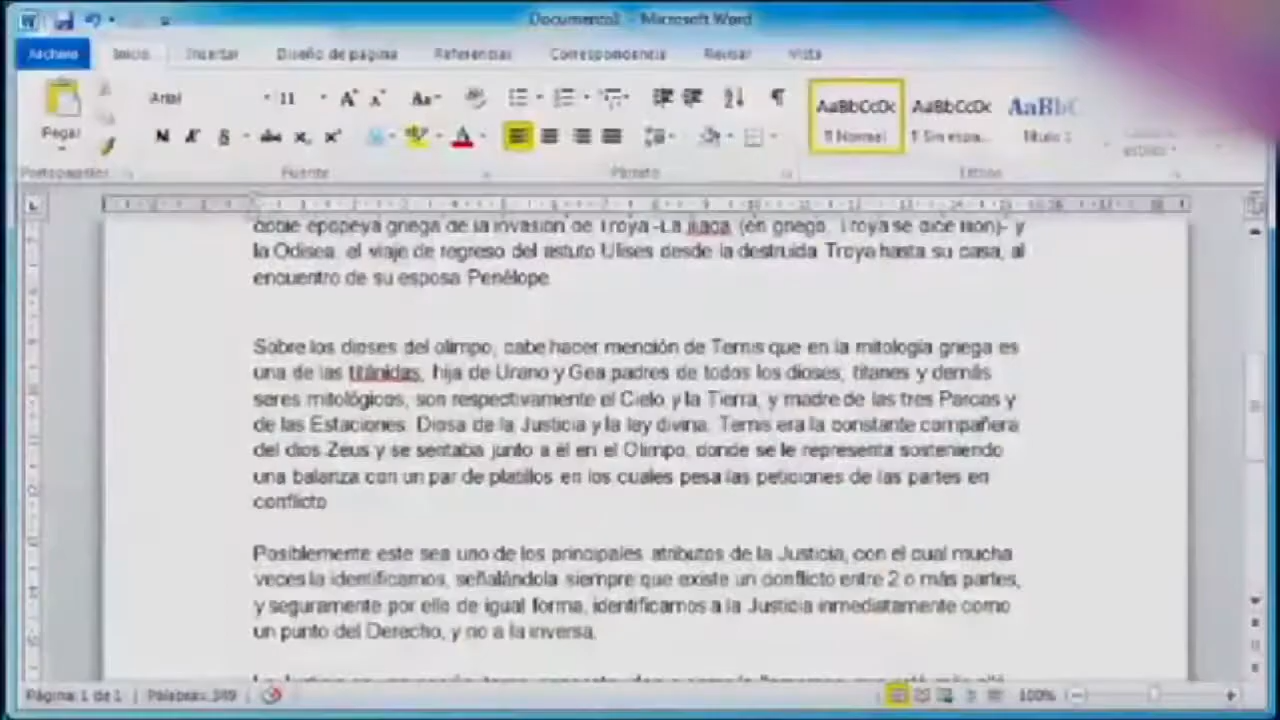 Documento2 - Microsoft Word
Archivo Inicio Insertar Diseño de página Referencias Correspondencia Revisar Vista
Arial 11 Aa
AaBbCcDc AaBbCcDc AaBbC
Pegar N K S abc x x A ¶ Normal ¶ Sin espa... Título 1
Portapapeles Fuente Párrafo Estilos
doble epopeya griega de la invasión de Troya -La Iliada (en griego, Troya se dice Ilion)- y
la Odisea, el viaje de regreso del astuto Ulises desde la destruida Troya hasta su casa, al
encuentro de su esposa Penélope.
Sobre los dioses del olimpo, cabe hacer mención de Temis que en la mitología griega es
una de las titánidas, hija de Urano y Gea padres de todos los dioses, titanes y demás
seres mitológicos, son respectivamente el Cielo y la Tierra, y madre de las tres Parcas y
de las Estaciones. Diosa de la Justicia y la ley divina. Temis era la constante compañera
del dios Zeus y se sentaba junto a él en el Olimpo, donde se le representa sosteniendo
una balanza con un par de platillos en los cuales pesa las peticiones de las partes en
conflicto
Posiblemente este sea uno de los principales atributos de la Justicia, con el cual mucha
veces la identificamos, señalándola siempre que existe un conflicto entre 2 o más partes,
y seguramente por ello de igual forma, identificamos a la Justicia inmediatamente como
un punto del Derecho, y no a la inversa.
Página: 1 de 1 Palabras: 349 100%